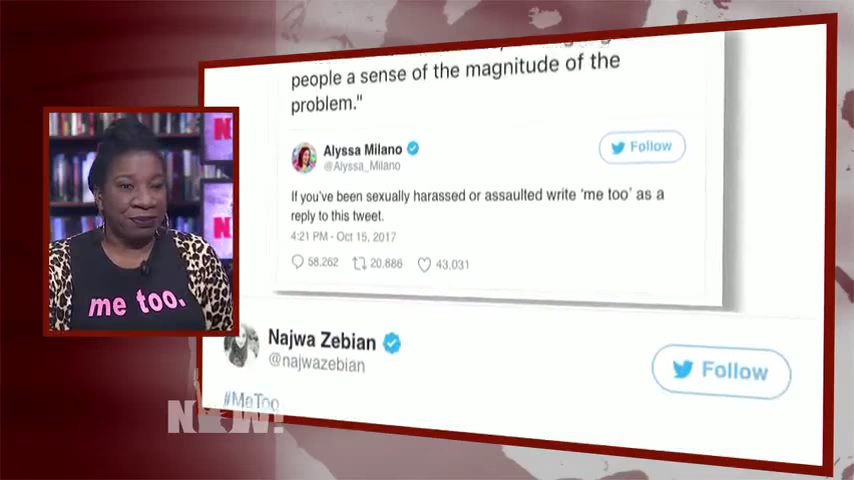 people a sense of the magnitude of the
problem."
Alyssa Milano
@Alyssa_Milano
Follow
If you've been sexually harassed or assaulted write 'me too' as a
reply to this tweet.
4:21 PM - Oct 15, 2017
58,262 20,886 43,031
me too.
Najwa Zebian
@najwazebian
Follow
#MeToo
NOW!